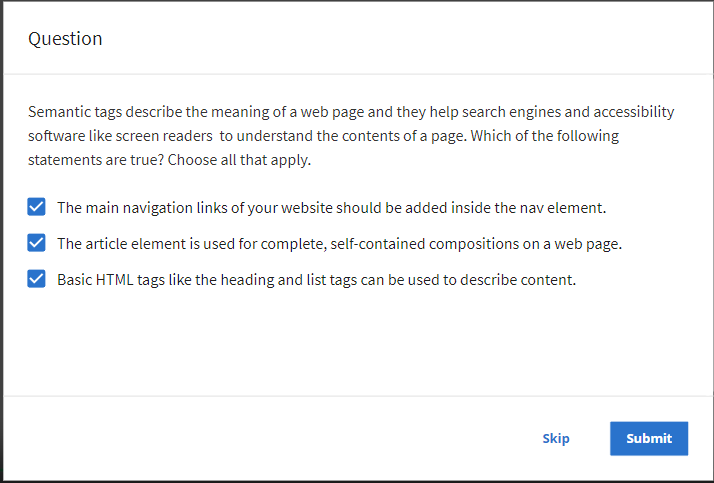 Question
Semantic tags describe the meaning of a web page and they help search engines and accessibility
software like screen readers  to understand the contents of a page. Which of the following
statements are true? Choose all that apply.
The main navigation links of your website should be added inside the nav element.
The article element is used for complete, self-contained compositions on a web page.
Basic HTML tags like the heading and list tags can be used to describe content.
Skip
Submit